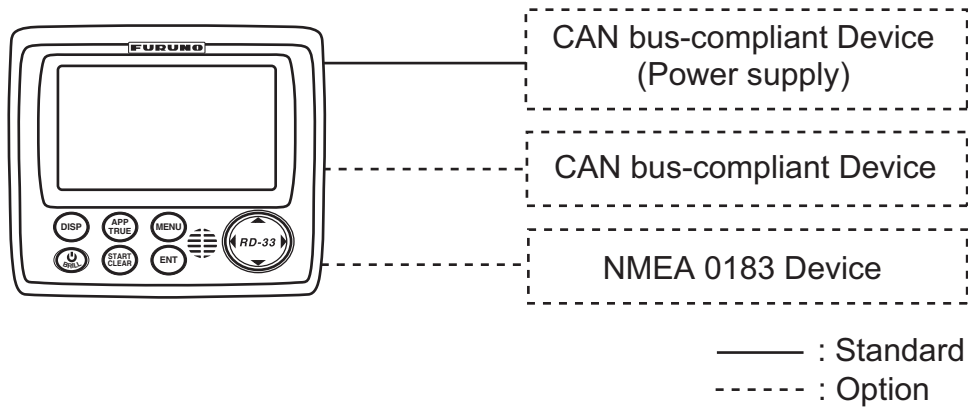 FURUNO
DISP
APP
TRUE
MENU
BRILL
START
CLEAR
ENT
RD-33
CAN bus-compliant Device
(Power supply)
CAN bus-compliant Device
NMEA 0183 Device
: Standard
: Option